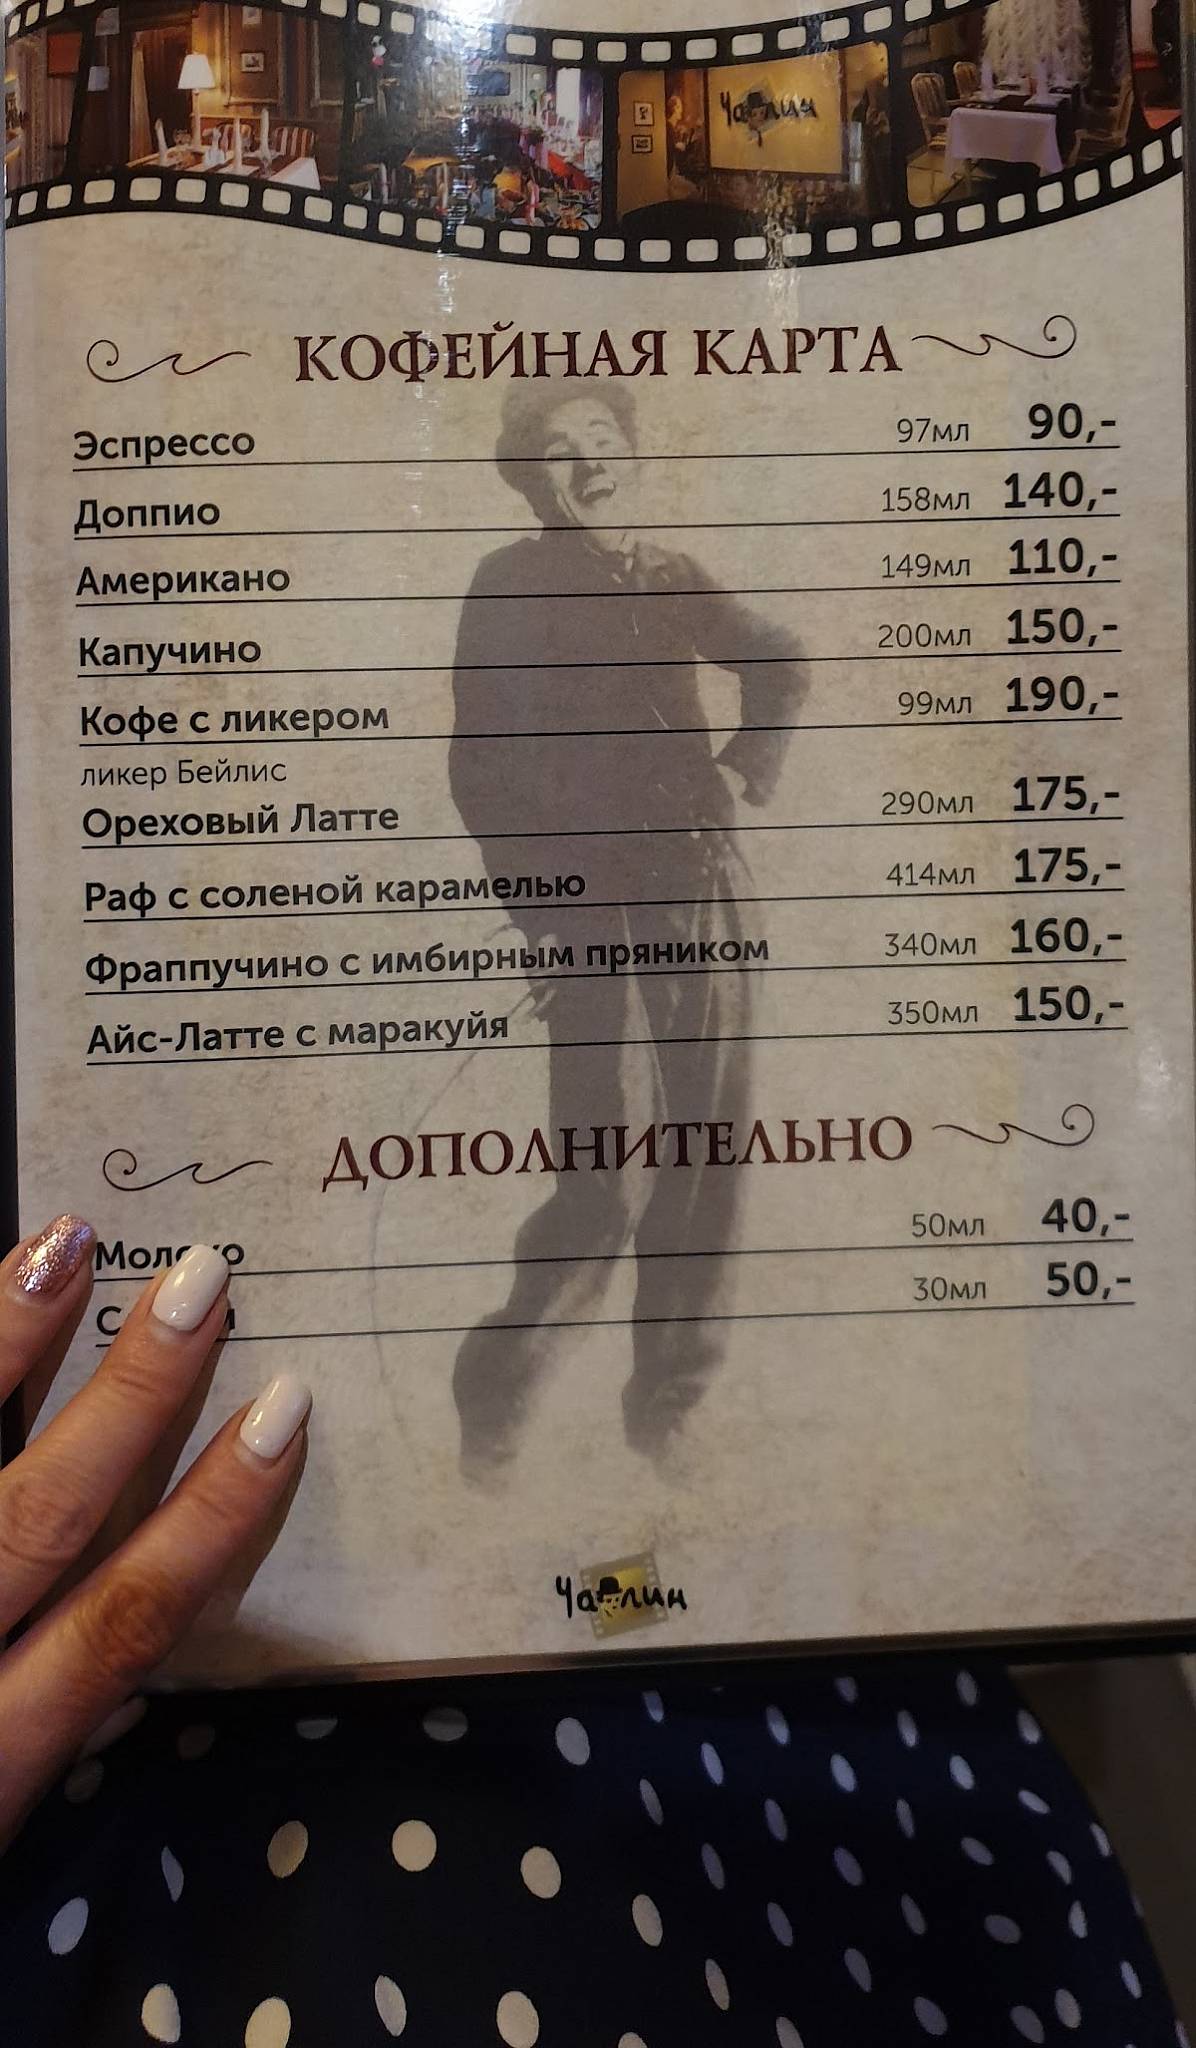 Чаплин
КОФЕЙНАЯ КАРТА
Эспрессо 97мл 90,-
Доппио 158мл 140,-
Американо 149мл 110,-
Капучино 200мл 150,-
Кофе с ликером 99мл 190,-
ликер Бейлис
Ореховый Латте 290мл 175,-
Раф с соленой карамелью 414мл 175,-
Фраппучино с имбирным пряником 340мл 160,-
Айс-Латте с маракуйя 350мл 150,-
ДОПОЛНИТЕЛЬНО
Молоко 50мл 40,-
30мл 50,-
Чаплин